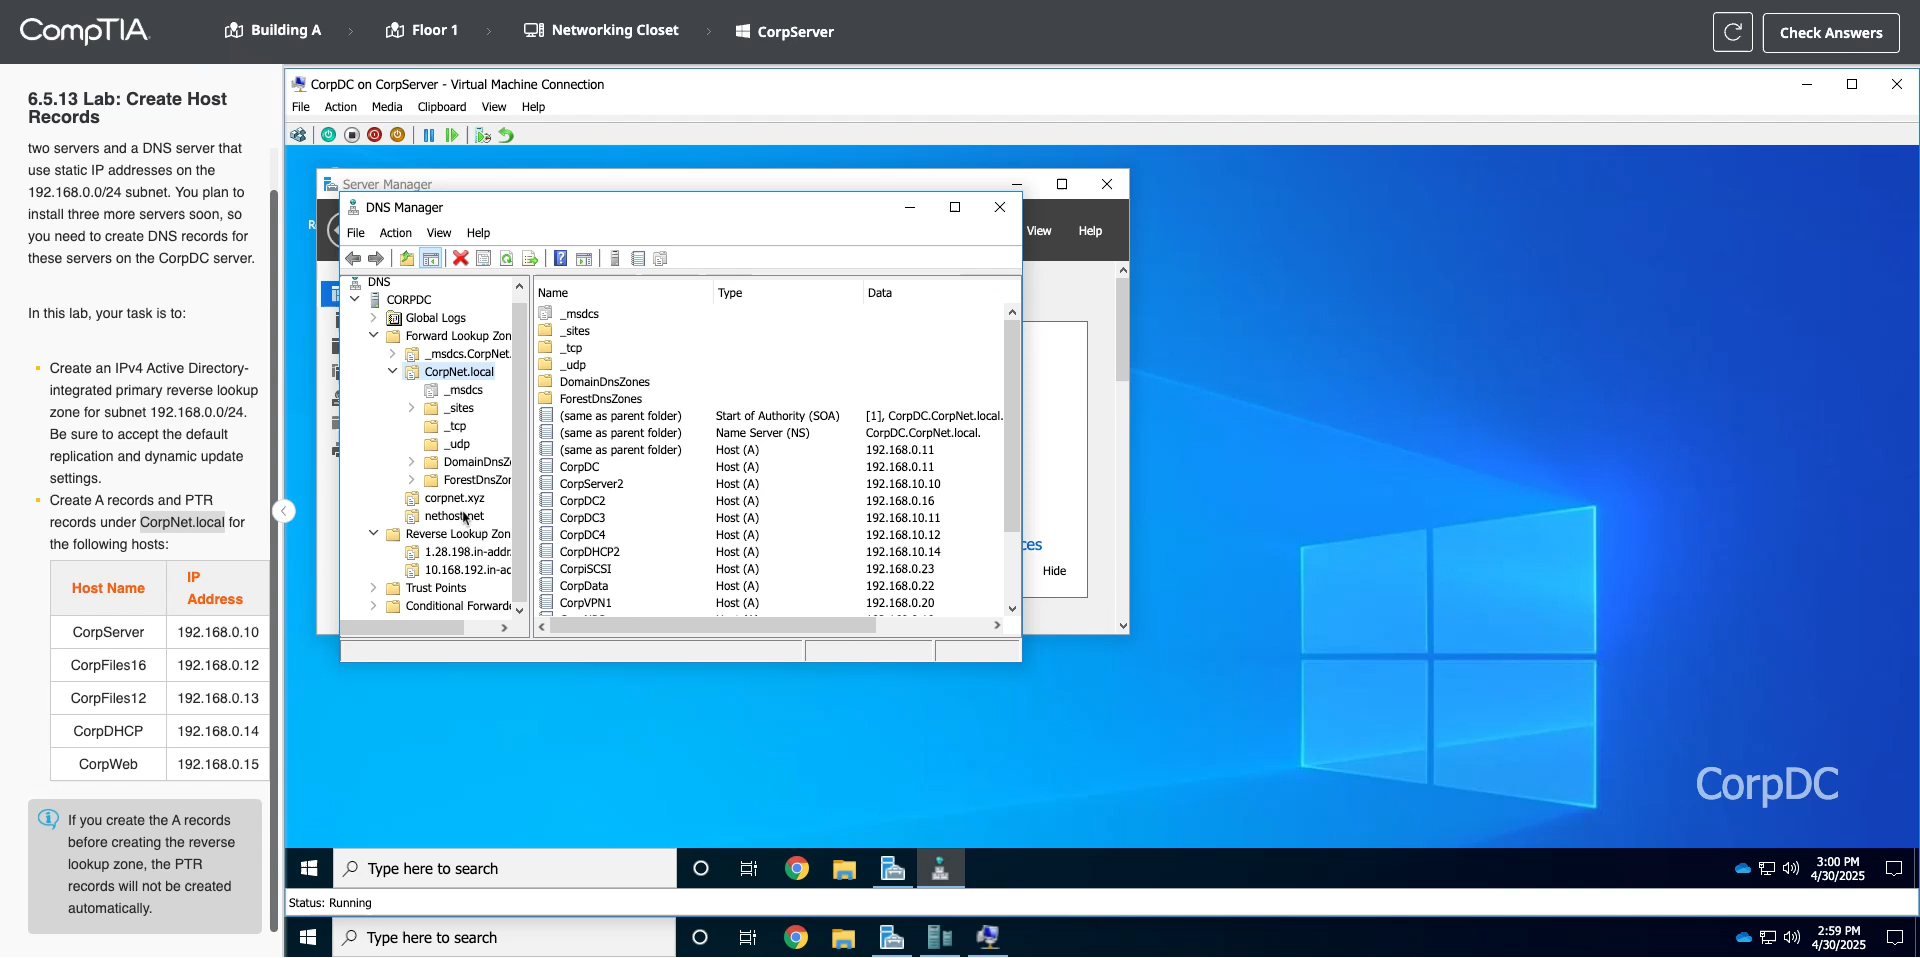 CompTIA
Building A
Floor 1
Networking Closet
CorpServer
Check Answers
6.5.13 Lab: Create Host
Records
two servers and a DNS server that
use static IP addresses on the
192.168.0.0/24 subnet. You plan to
install three more servers soon, so
you need to create DNS records for
these servers on the CorpDC server.
In this lab, your task is to:
Create an IPv4 Active Directory-
integrated primary reverse lookup
zone for subnet 192.168.0.0/24.
Be sure to accept the default
replication and dynamic update
settings.
Create A records and PTR
records under CorpNet.local for
the following hosts:
Host Name IP Address
CorpServer 192.168.0.10
CorpFiles16 192.168.0.12
CorpFiles12 192.168.0.13
CorpDHCP 192.168.0.14
CorpWeb 192.168.0.15
If you create the A records
before creating the reverse
lookup zone, the PTR
records will not be created
automatically.
CorpDC on CorpServer - Virtual Machine Connection
File Action Media Clipboard View Help
Server Manager
View Help
Hide
DNS Manager
File Action View Help
DNS
CORPDC
Global Logs
Forward Lookup Zon
_msdcs.CorpNet.
CorpNet.local
_msdcs
_sites
_tcp
_udp
DomainDnsZ
ForestDnsZor
corpnet.xyz
nethost.net
Reverse Lookup Zon
1.28.198.in-addr.
10.168.192.in-ac
Trust Points
Conditional Forwarde
Name Type Data
_msdcs
_sites
_tcp
_udp
DomainDnsZones
ForestDnsZones
(same as parent folder) Start of Authority (SOA) [1], CorpDC.CorpNet.local.
(same as parent folder) Name Server (NS) CorpDC.CorpNet.local.
(same as parent folder) Host (A) 192.168.0.11
CorpDC Host (A) 192.168.0.11
CorpServer2 Host (A) 192.168.10.10
CorpDC2 Host (A) 192.168.0.16
CorpDC3 Host (A) 192.168.10.11
CorpDC4 Host (A) 192.168.10.12
CorpDHCP2 Host (A) 192.168.10.14
CorpiSCSI Host (A) 192.168.0.23
CorpData Host (A) 192.168.0.22
CorpVPN1 Host (A) 192.168.0.20
CorpDC
Type here to search
3:00 PM
4/30/2025
Status: Running
Type here to search
2:59 PM
4/30/2025